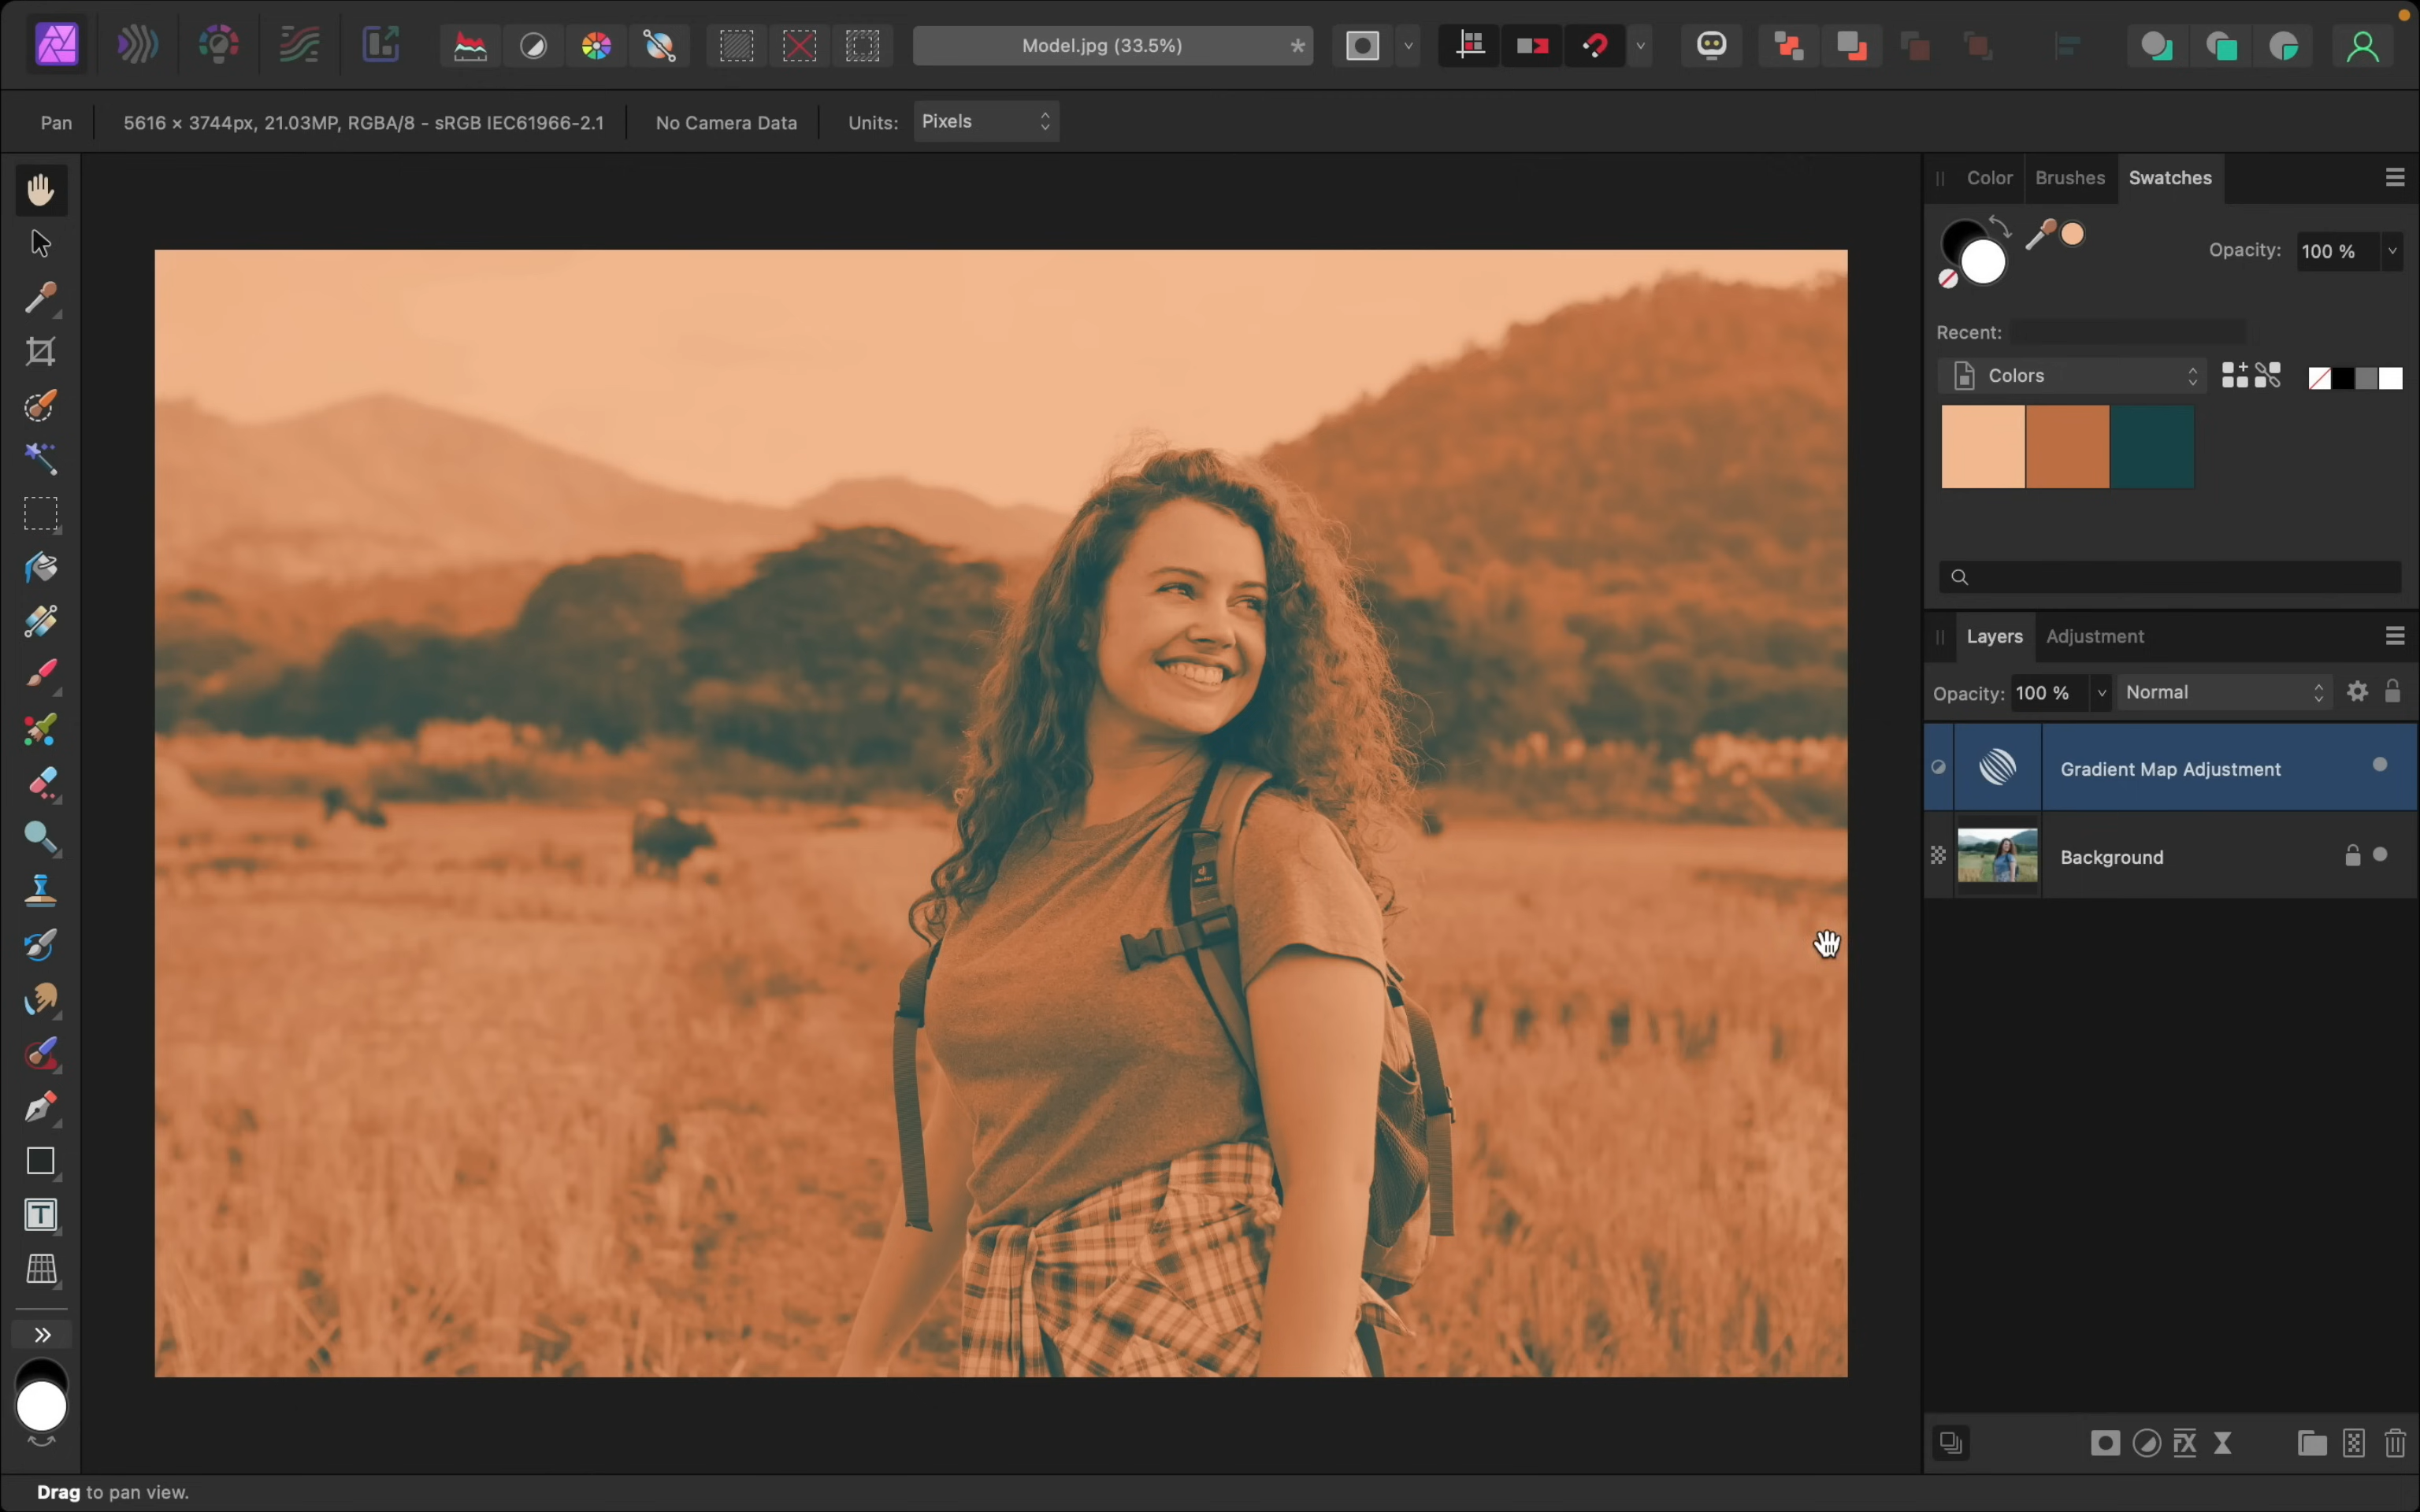 Model.jpg (33.5%)
*
Pan
5616 × 3744px, 21.03MP, RGBA/8 - sRGB IEC61966-2.1
No Camera Data
Units:
Pixels
Color
Brushes
Swatches
Opacity:
100 %
Recent:
Colors
Layers
Adjustment
Opacity:
100 %
Normal
Gradient Map Adjustment
Background
T
FX
Drag to pan view.